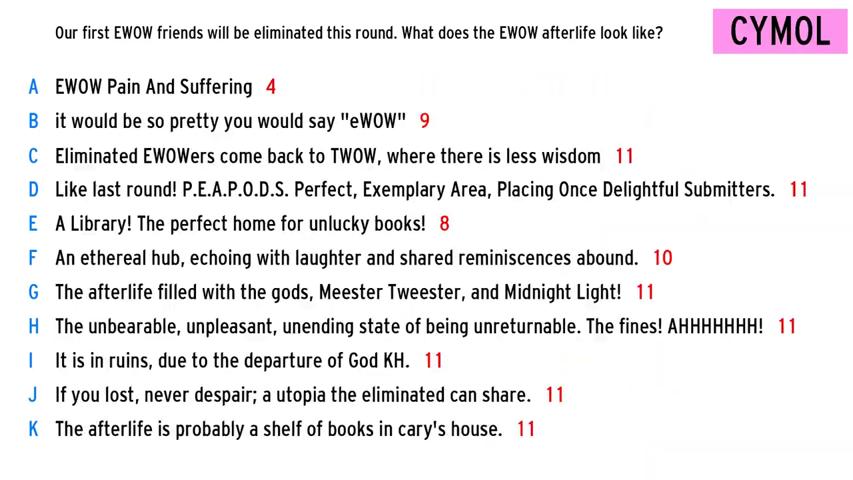 Our first EWOW friends will be eliminated this round. What does the EWOW afterlife look like?
CYMOL
A EWOW Pain And Suffering 4
B it would be so pretty you would say "eWOW" 9
C Eliminated EWOWers come back to TWOW, where there is less wisdom 11
D Like last round! P.E.A.P.O.D.S. Perfect, Exemplary Area, Placing Once Delightful Submitters. 11
E A Library! The perfect home for unlucky books! 8
F An ethereal hub, echoing with laughter and shared reminiscences abound. 10
G The afterlife filled with the gods, Meester Tweester, and Midnight Light! 11
H The unbearable, unpleasant, unending state of being unreturnable. The fines! AHHHHHHH! 11
I It is in ruins, due to the departure of God KH. 11
J If you lost, never despair; a utopia the eliminated can share. 11
K The afterlife is probably a shelf of books in cary's house. 11